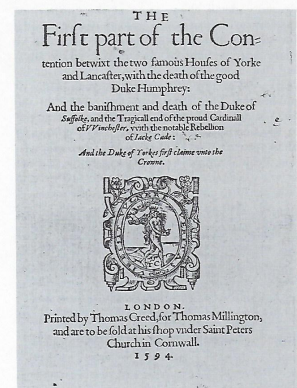 THE
Firſt part of the Con=
tention betwixt the two famous Houſes of Yorke
and Lancaſter, with the death of the good
Duke Humphrey:
And the baniſhment and death of the Duke of
Suffolke, and the Tragicall end of the proud Cardinall
of VVincheſter, vvith the notable Rebellion
of Iacke Cade:
And the Duke of Yorkes firſt claime vnto the
Crowne.
LONDON.
Printed by Thomas Creed, for Thomas Millington,
and are to be ſold at his ſhop vnder Saint Peters
Church in Cornwall.
1594.